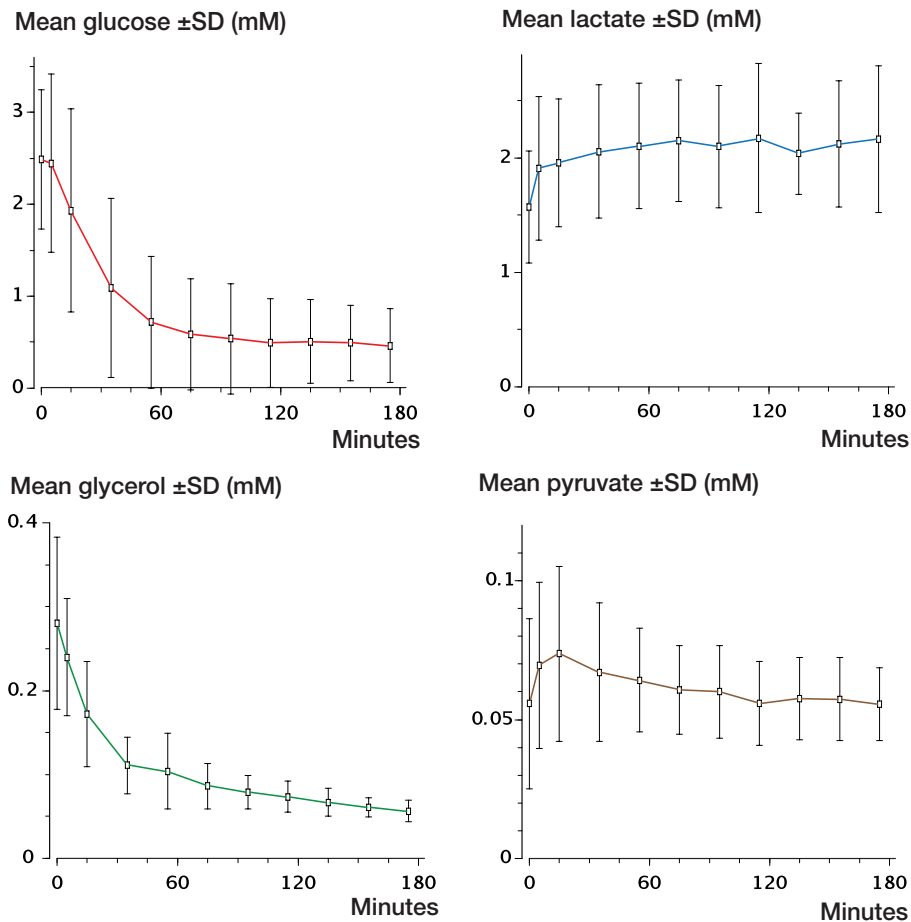 Mean glucose ±SD (mM)
3
2
1
0
0 60 120 180
Minutes
Mean lactate ±SD (mM)
2
1
0
0 60 120 180
Minutes
Mean glycerol ±SD (mM)
0.4
0.2
0
0 60 120 180
Minutes
Mean pyruvate ±SD (mM)
0.1
0.05
0
0 60 120 180
Minutes